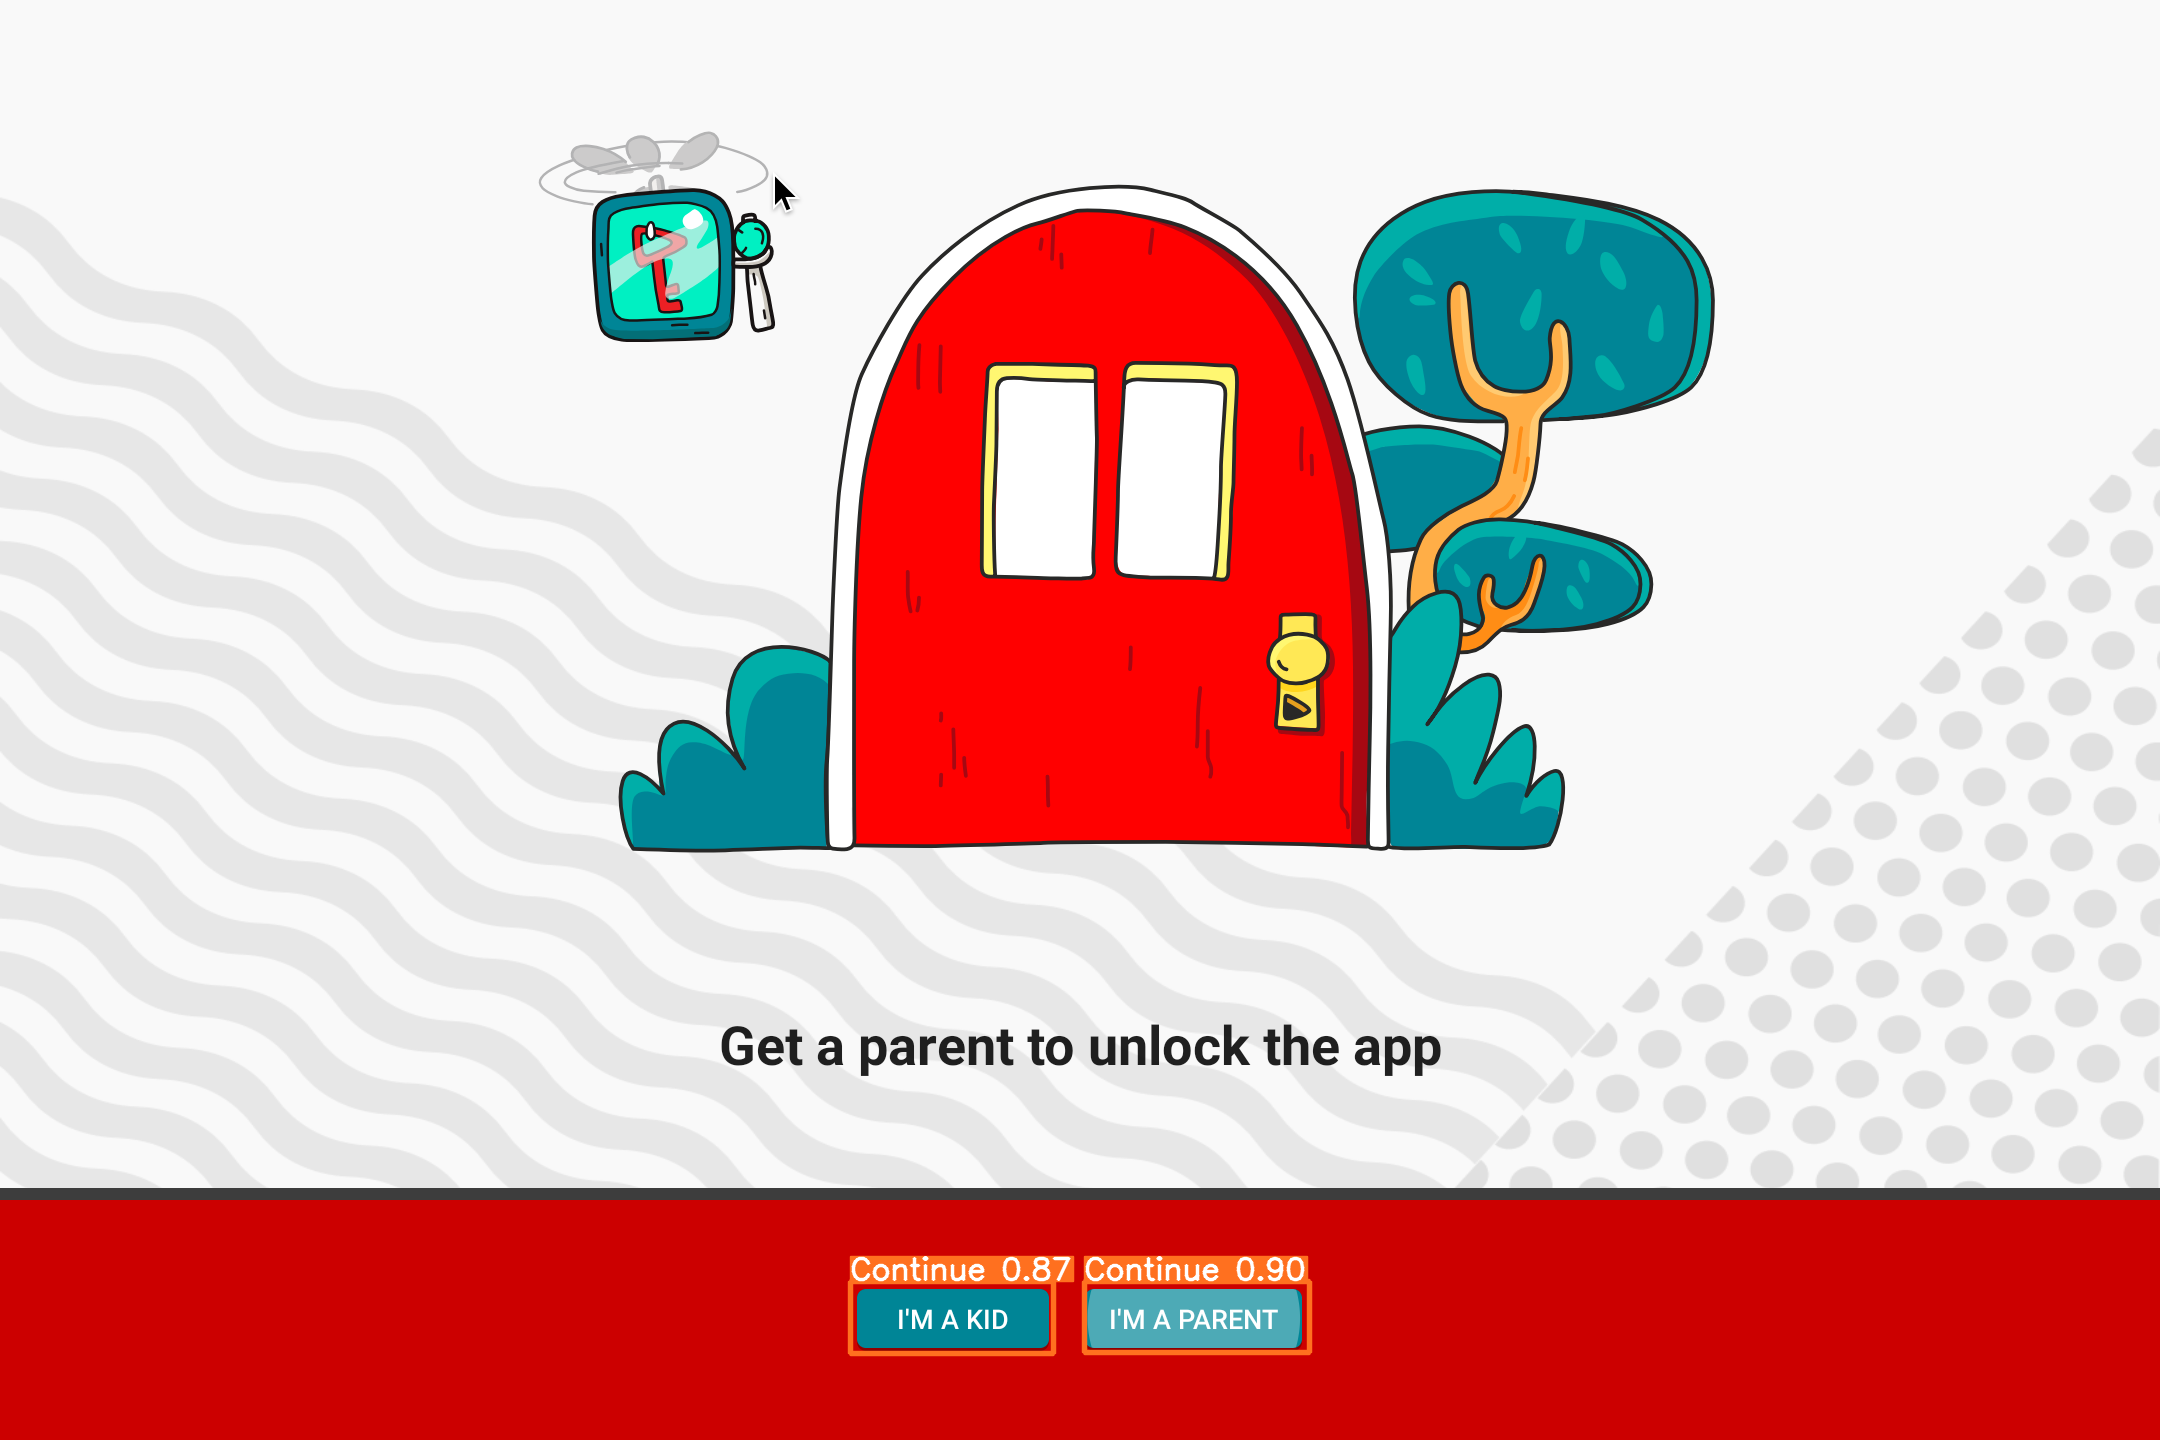 Get a parent to unlock the app
Continue 0.87 Continue 0.90
I'M A KID I'M A PARENT